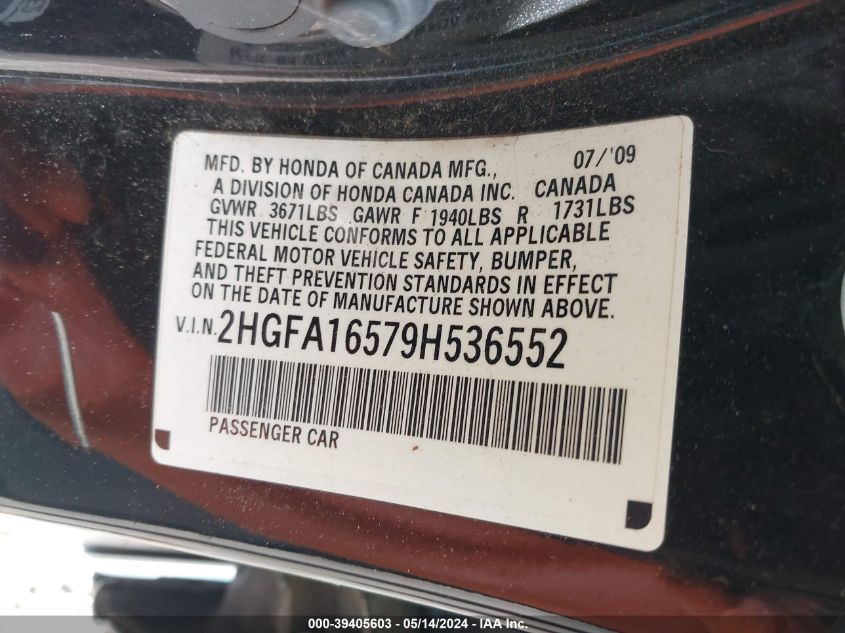 MFD. BY HONDA OF CANADA MFG., 07/'09
A DIVISION OF HONDA CANADA INC. CANADA
GVWR 3671LBS GAWR F 1940LBS R 1731LBS
THIS VEHICLE CONFORMS TO ALL APPLICABLE
FEDERAL MOTOR VEHICLE SAFETY, BUMPER,
AND THEFT PREVENTION STANDARDS IN EFFECT
ON THE DATE OF MANUFACTURE SHOWN ABOVE.
V.I.N. 2HGFA16579H536552
PASSENGER CAR
000-39405603 - 05/14/2024 - IAAI.COM